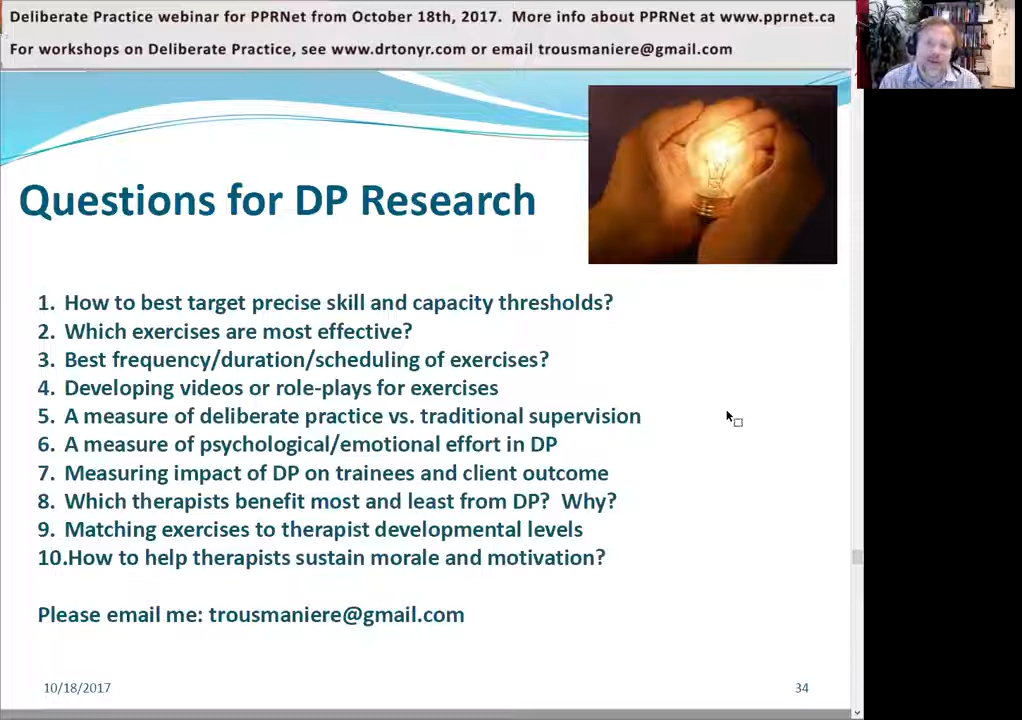 Deliberate Practice webinar for PPRNet from October 18th, 2017.  More info about PPRNet at www.pprnet.ca
For workshops on Deliberate Practice, see www.drtonyr.com or email trousmaniere@gmail.com
Questions for DP Research
1. How to best target precise skill and capacity thresholds?
2. Which exercises are most effective?
3. Best frequency/duration/scheduling of exercises?
4. Developing videos or role-plays for exercises
5. A measure of deliberate practice vs. traditional supervision
6. A measure of psychological/emotional effort in DP
7. Measuring impact of DP on trainees and client outcome
8. Which therapists benefit most and least from DP?  Why?
9. Matching exercises to therapist developmental levels
10.How to help therapists sustain morale and motivation?
Please email me: trousmaniere@gmail.com
10/18/2017
34